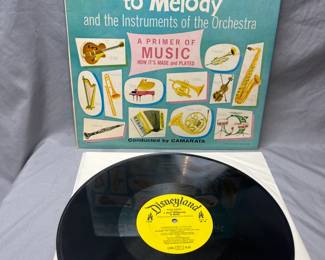 to Melody
and the Instruments of the Orchestra
A PRIMER OF
MUSIC
HOW IT'S MADE and PLAYED
Conducted by CAMARATA
Disneyland